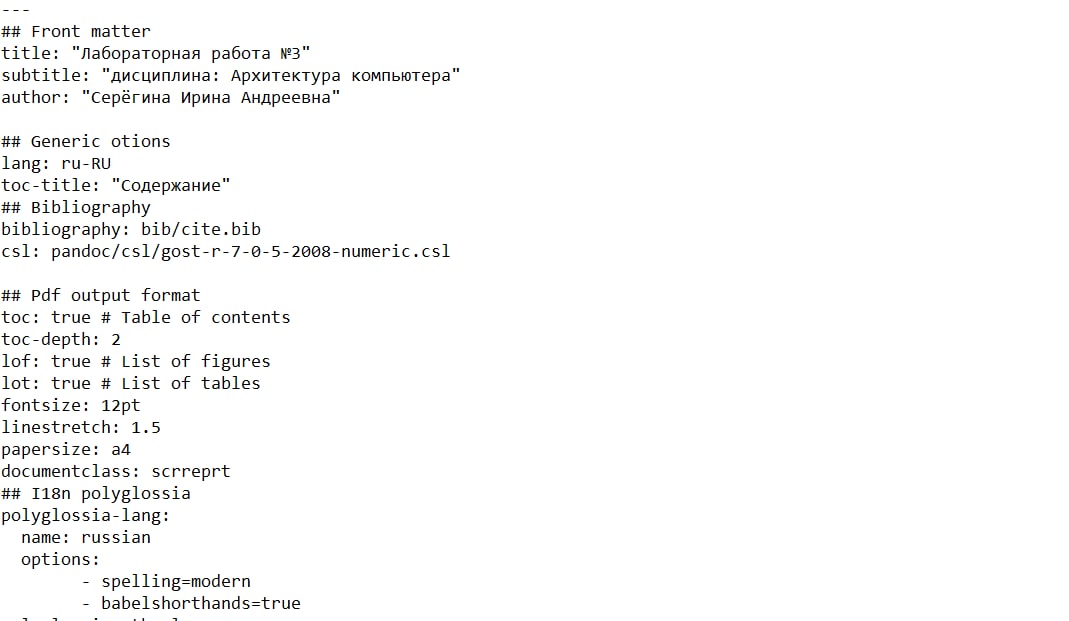 ---
## Front matter
title: "Лабораторная работа №3"
subtitle: "дисциплина: Архитектура компьютера"
author: "Серёгина Ирина Андреевна"

## Generic otions
lang: ru-RU
toc-title: "Содержание"
## Bibliography
bibliography: bib/cite.bib
csl: pandoc/csl/gost-r-7-0-5-2008-numeric.csl

## Pdf output format
toc: true # Table of contents
toc-depth: 2
lof: true # List of figures
lot: true # List of tables
fontsize: 12pt
linestretch: 1.5
papersize: a4
documentclass: scrreprt
## I18n polyglossia
polyglossia-lang:
  name: russian
  options:
        - spelling=modern
        - babelshorthands=true